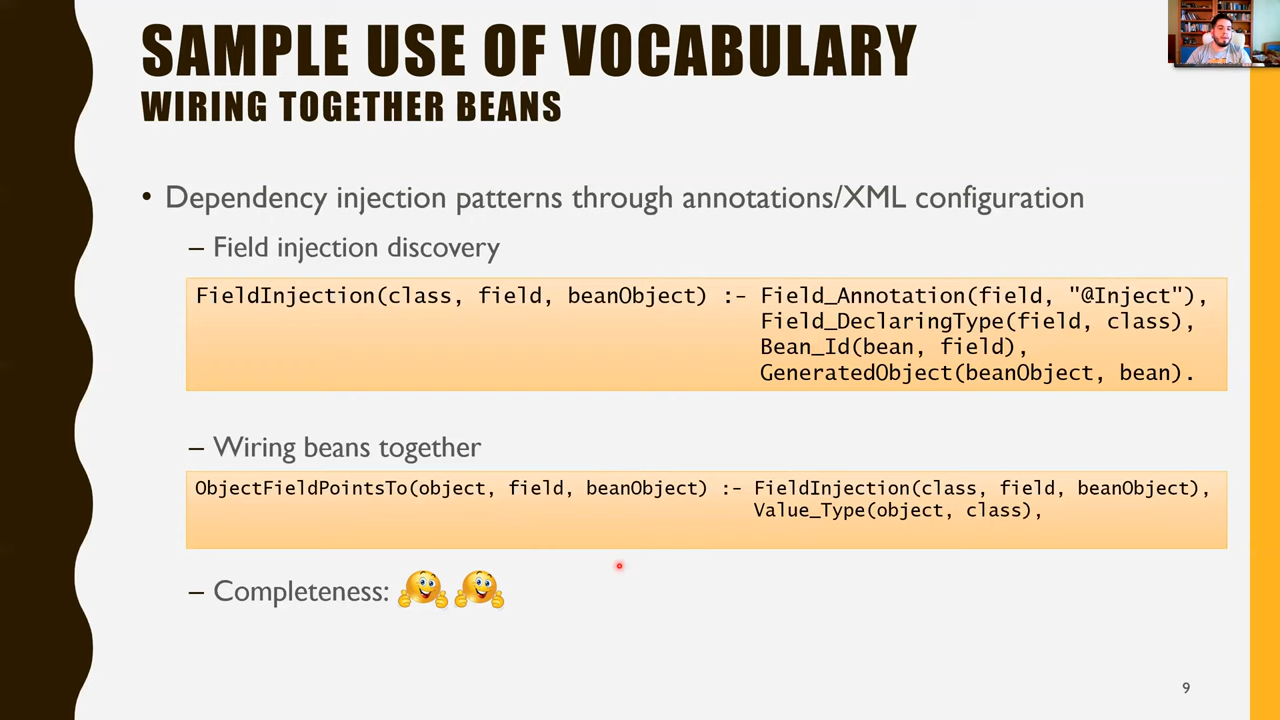 SAMPLE USE OF VOCABULARY
WIRING TOGETHER BEANS
• Dependency injection patterns through annotations/XML configuration
– Field injection discovery
FieldInjection(class, field, beanObject) :- Field_Annotation(field, "@Inject"),
Field_DeclaringType(field, class),
Bean_Id(bean, field),
GeneratedObject(beanObject, bean).
– Wiring beans together
ObjectFieldPointsTo(object, field, beanObject) :- FieldInjection(class, field, beanObject),
Value_Type(object, class),
– Completeness:
9